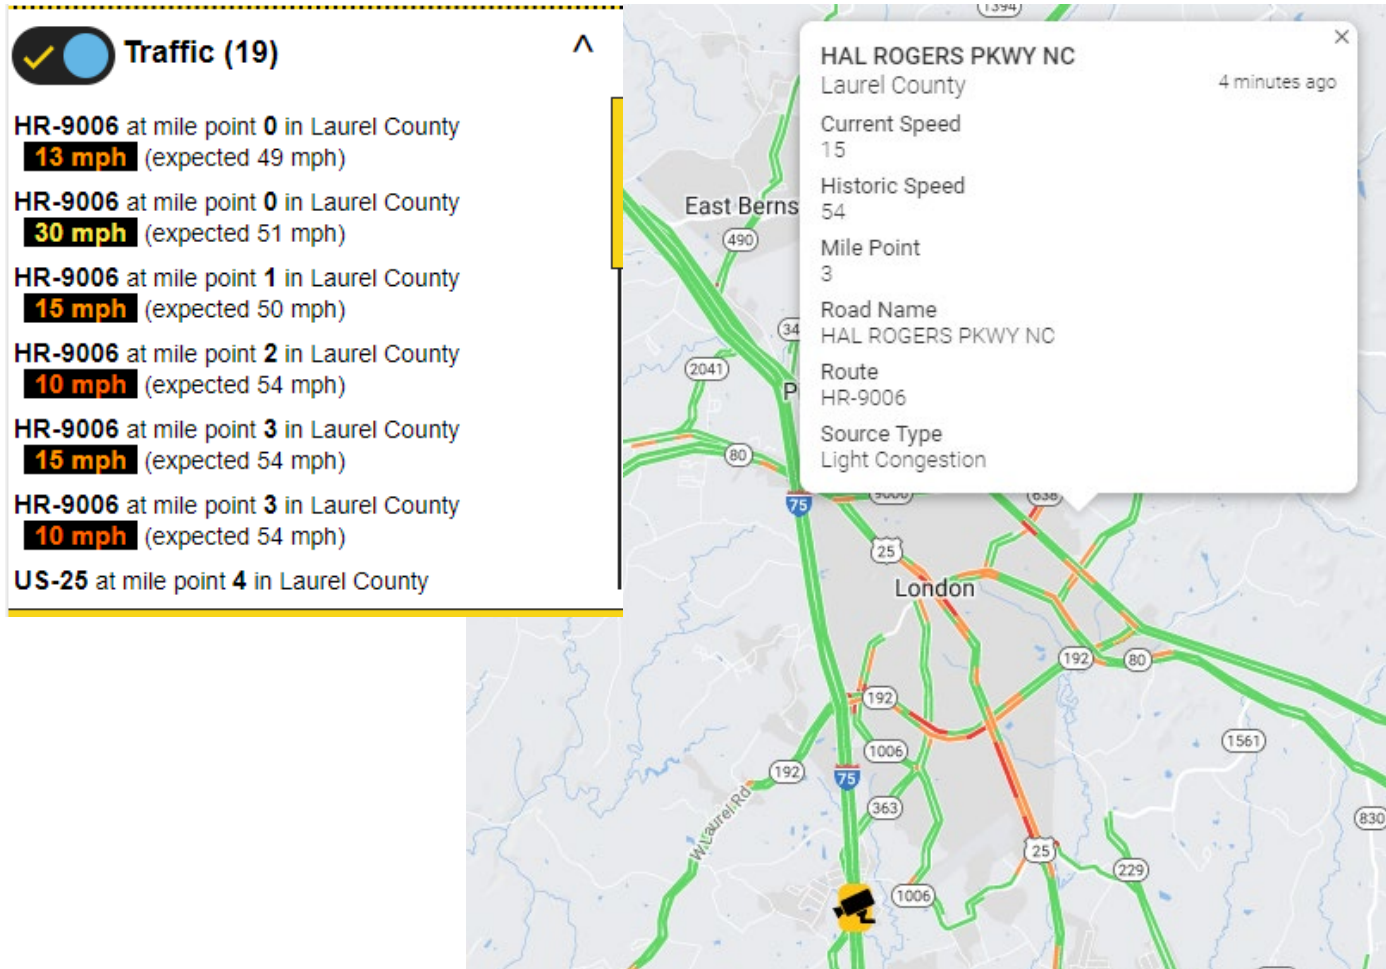 Traffic (19)
HR-9006 at mile point 0 in Laurel County
13 mph (expected 49 mph)
HR-9006 at mile point 0 in Laurel County
30 mph (expected 51 mph)
HR-9006 at mile point 1 in Laurel County
15 mph (expected 50 mph)
HR-9006 at mile point 2 in Laurel County
10 mph (expected 54 mph)
HR-9006 at mile point 3 in Laurel County
15 mph (expected 54 mph)
HR-9006 at mile point 3 in Laurel County
10 mph (expected 54 mph)
US-25 at mile point 4 in Laurel County
HAL ROGERS PKWY NC
Laurel County
4 minutes ago
Current Speed
15
Historic Speed
54
Mile Point
3
Road Name
HAL ROGERS PKWY NC
Route
HR-9006
Source Type
Light Congestion
1394
East Berns
490
34
2041
P
80
75
9006
638
25
London
192
80
192
1006
1561
75
192
363
W Laurel Rd
830
25
229
1006